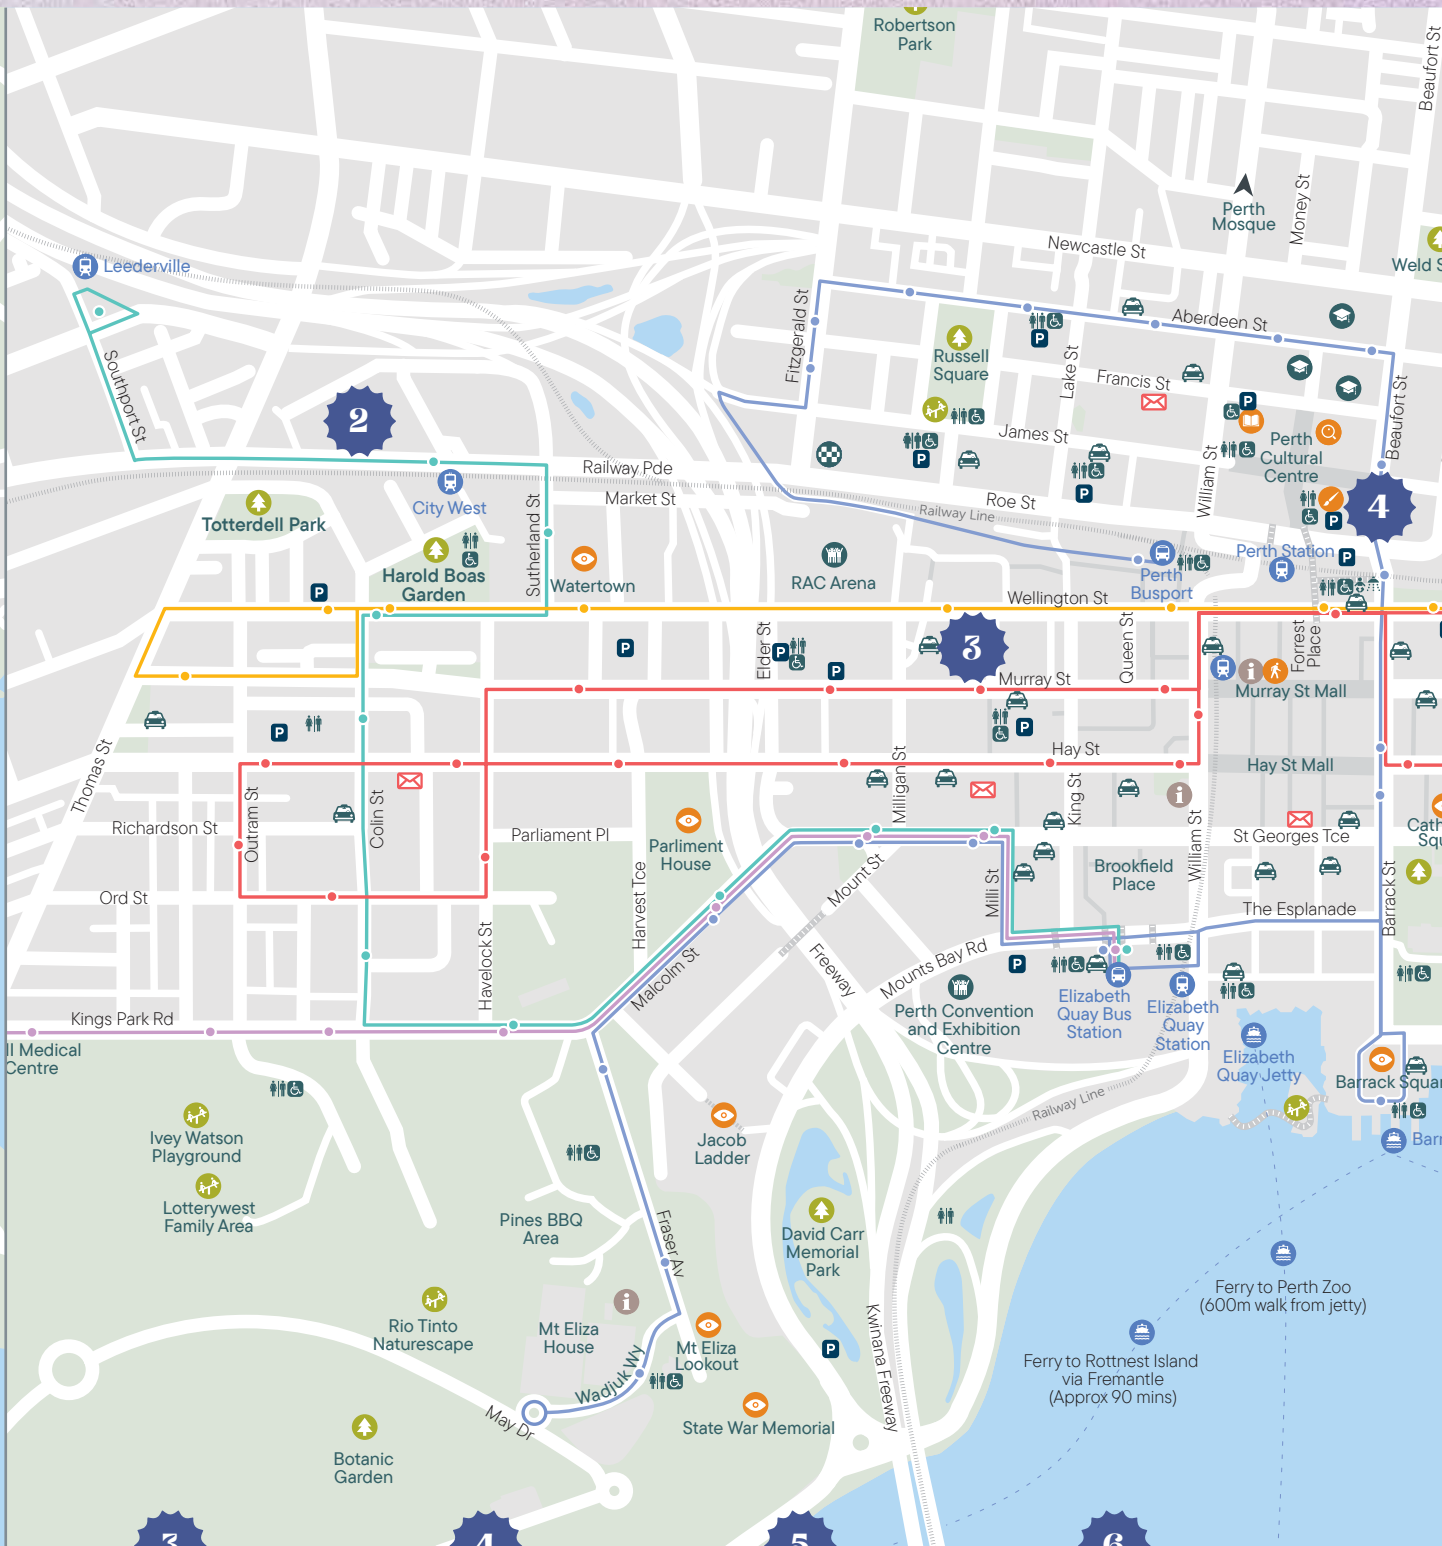 Robertson
Park
Beaufort St
Perth
Mosque
Money St
Newcastle St
Weld S
Leederville
Southport St
2
Fitzgerald St
Aberdeen St
Russell
Square
Lake St
Francis St
Beaufort St
P
P
James St
Perth
Cultural
Centre
William St
P
P
P
4
Railway Pde
Market St
Roe St
Railway Line
City West
Totterdell Park
Sutherland St
Harold Boas
Garden
Watertown
RAC Arena
Perth
Busport
Perth Station
P
P
Wellington St
3
P
Elder St
P
P
Queen St
Forrest
Place
Murray St
Murray St Mall
P
P
Thomas St
Hay St
Hay St Mall
Outram St
Colin St
Milligan St
King St
William St
Richardson St
Parliament Pl
Parliment
House
St Georges Tce
Cath
Squ
Ord St
Havelock St
Harvest Tce
Mount St
Milli St
Brookfield
Place
The Esplanade
Barrack St
Malcolm St
Freeway
Mounts Bay Rd
P
Kings Park Rd
Perth Convention
and Exhibition
Centre
Elizabeth
Quay Bus
Station
Elizabeth
Quay
Station
Elizabeth
Quay Jetty
ll Medical
Centre
Barrack Squar
Railway Line
Barr
Ivey Watson
Playground
Jacob
Ladder
Lotterywest
Family Area
Pines BBQ
Area
Fraser Av
David Carr
Memorial
Park
Ferry to Perth Zoo
(600m walk from jetty)
Rio Tinto
Naturescape
Mt Eliza
House
Mt Eliza
Lookout
P
Kwinana Freeway
Ferry to Rottnest Island
via Fremantle
(Approx 90 mins)
Wadjuk Wy
May Dr
State War Memorial
Botanic
Garden
3
4
5
6